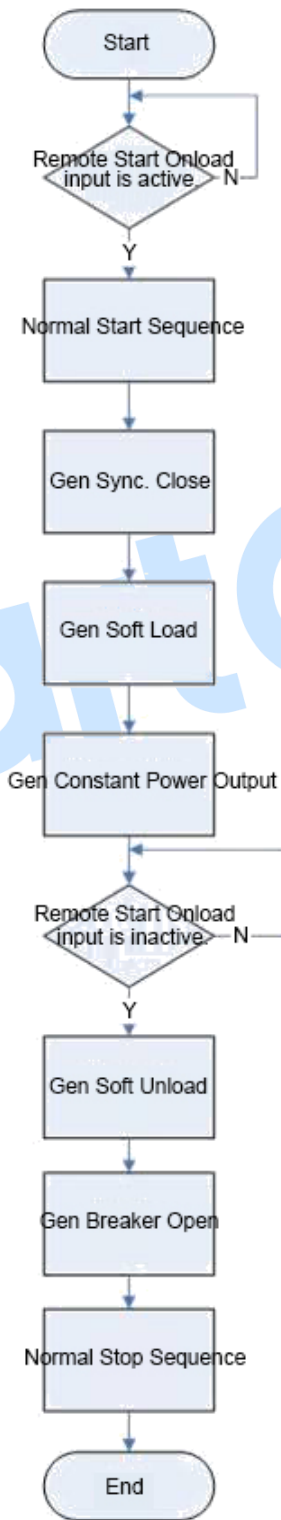 Start
Remote Start Onload
input is active.
N
Y
Normal Start Sequence
Gen Sync. Close
Gen Soft Load
Gen Constant Power Output
Remote Start Onload
input is inactive.
N
Y
Gen Soft Unload
Gen Breaker Open
Normal Stop Sequence
End